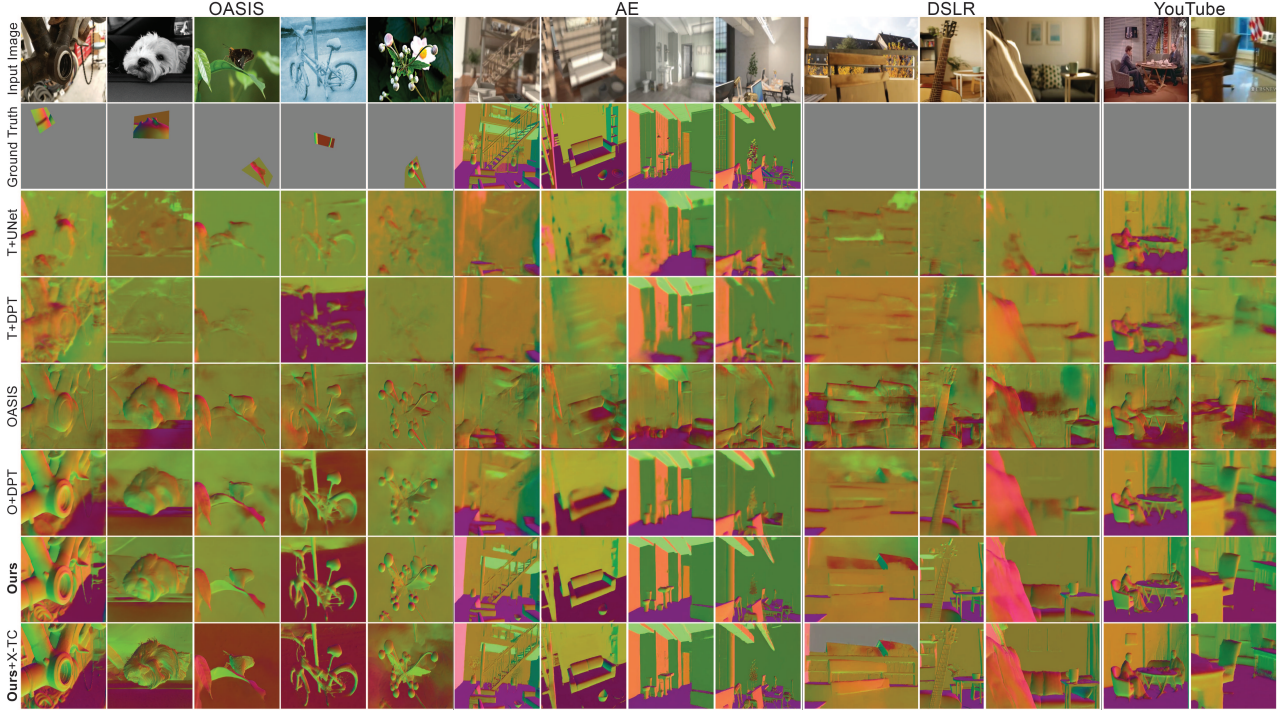 OASIS AE DSLR YouTube
Input Image
Ground Truth
T+UNet
T+DPT
OASIS
O+DPT
Ours
Ours+X-TC